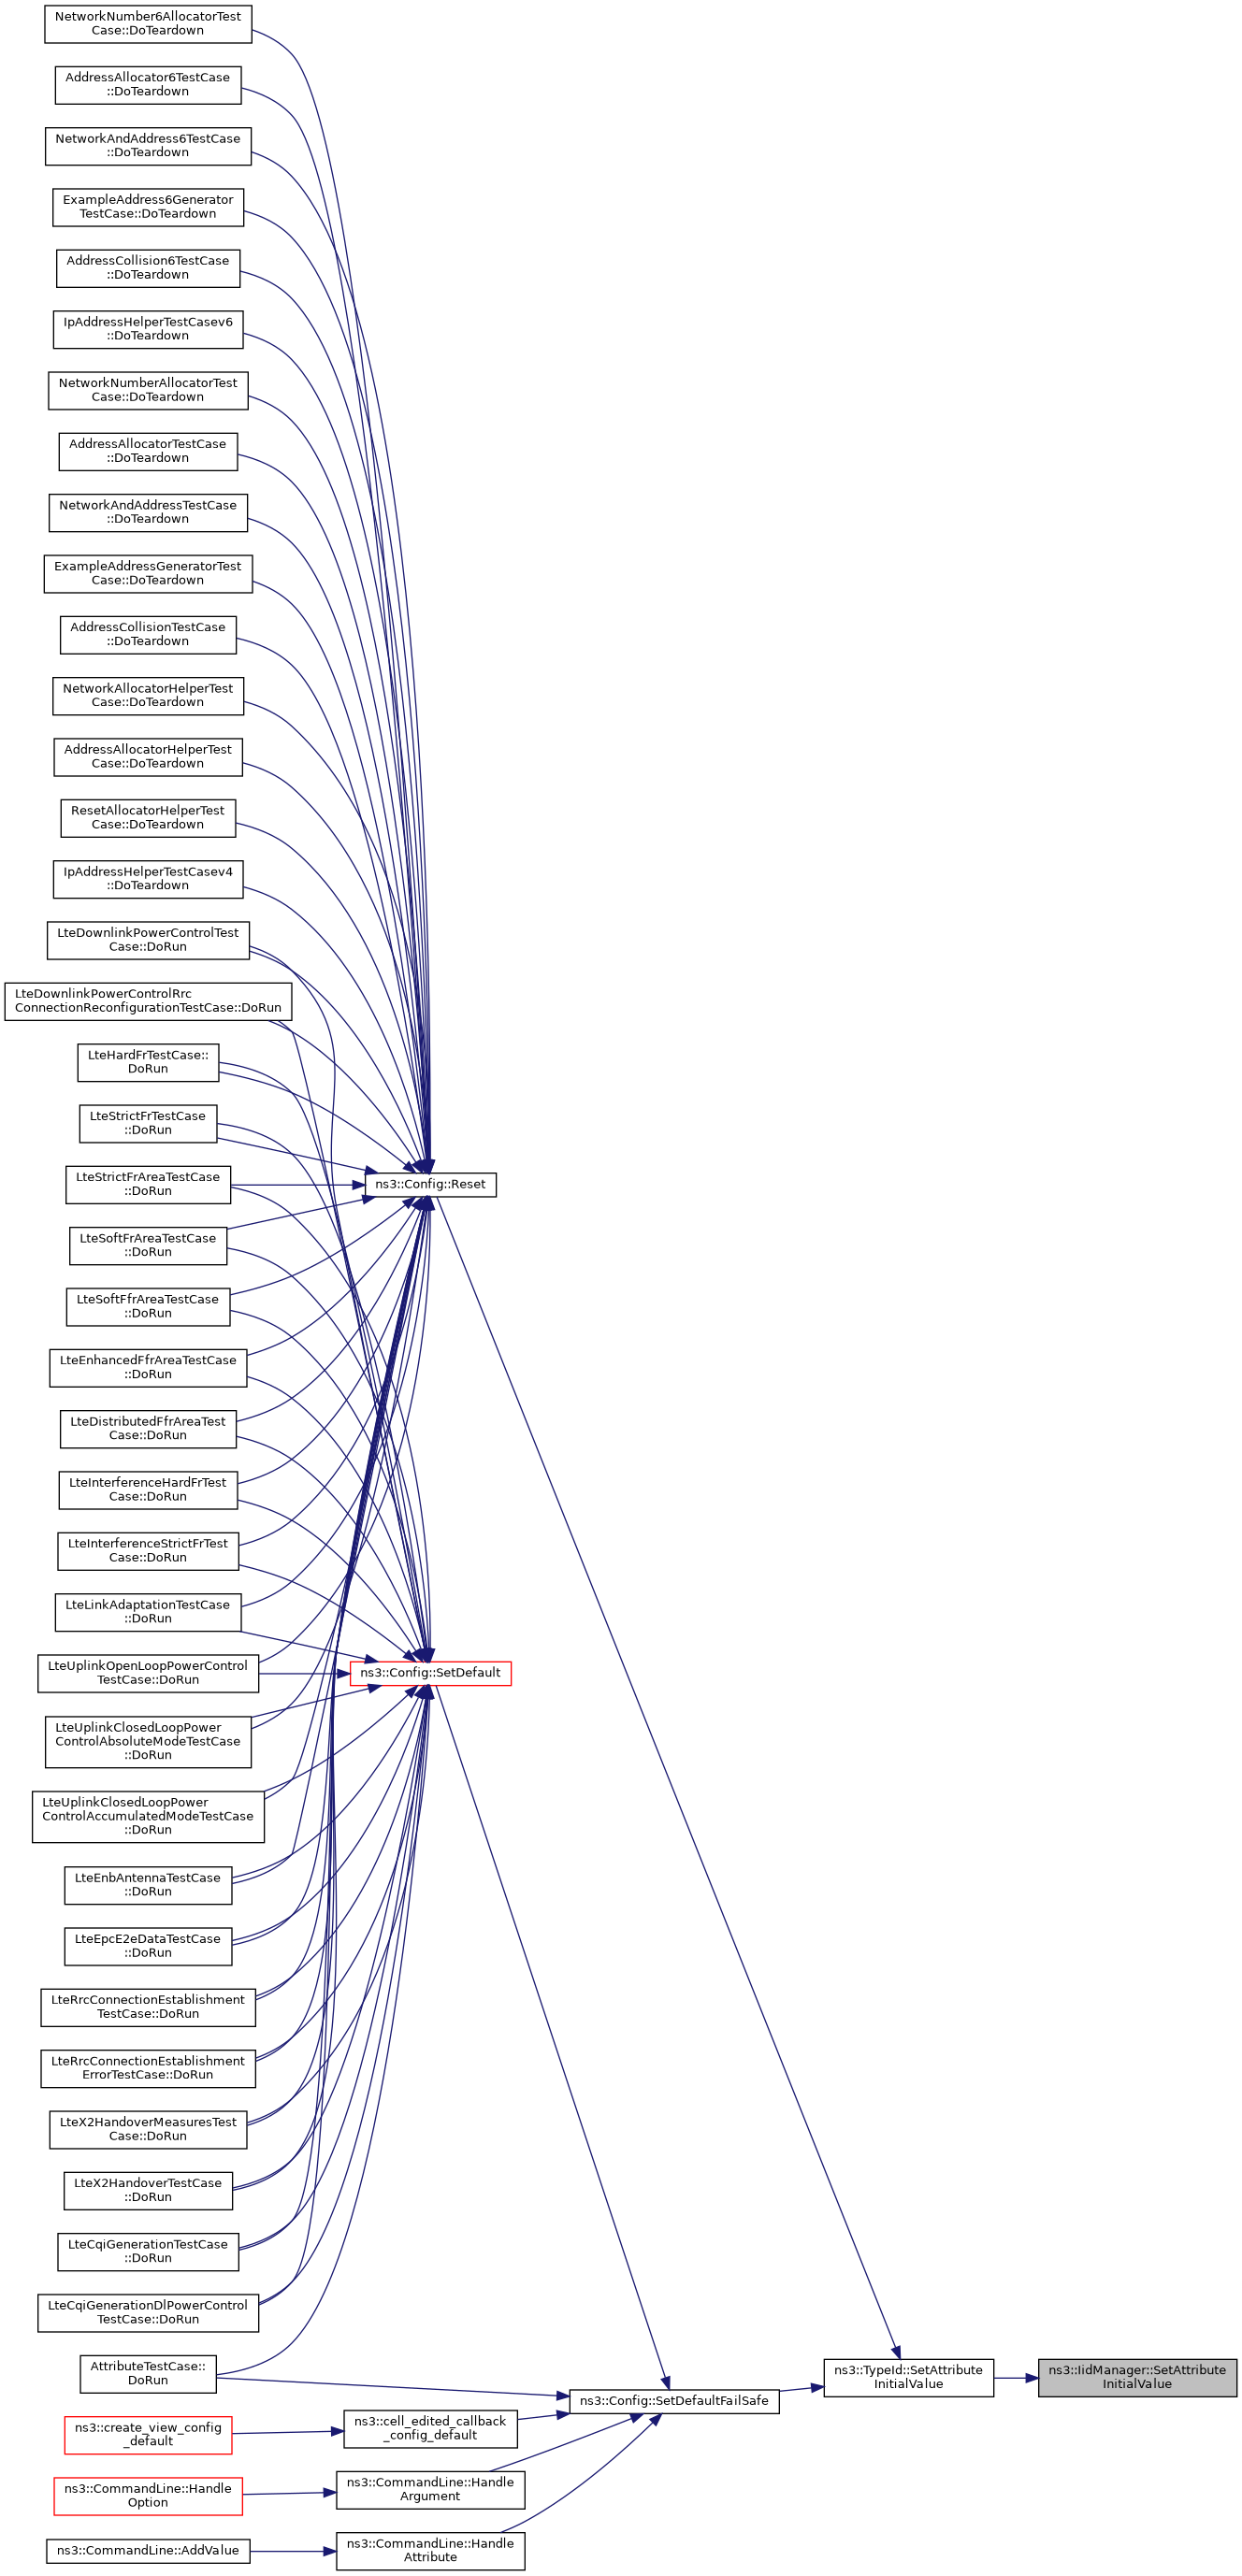 NetworkNumber6AllocatorTest
Case::DoTeardown
AddressAllocator6TestCase
::DoTeardown
NetworkAndAddress6TestCase
::DoTeardown
ExampleAddress6Generator
TestCase::DoTeardown
AddressCollision6TestCase
::DoTeardown
IpAddressHelperTestCasev6
::DoTeardown
NetworkNumberAllocatorTest
Case::DoTeardown
AddressAllocatorTestCase
::DoTeardown
NetworkAndAddressTestCase
::DoTeardown
ExampleAddressGeneratorTest
Case::DoTeardown
AddressCollisionTestCase
::DoTeardown
NetworkAllocatorHelperTest
Case::DoTeardown
AddressAllocatorHelperTest
Case::DoTeardown
ResetAllocatorHelperTest
Case::DoTeardown
IpAddressHelperTestCasev4
::DoTeardown
LteDownlinkPowerControlTest
Case::DoRun
LteDownlinkPowerControlRrc
ConnectionReconfigurationTestCase::DoRun
LteHardFrTestCase::
DoRun
LteStrictFrTestCase
::DoRun
LteStrictFrAreaTestCase
::DoRun
ns3::Config::Reset
LteSoftFrAreaTestCase
::DoRun
LteSoftFfrAreaTestCase
::DoRun
LteEnhancedFfrAreaTestCase
::DoRun
LteDistributedFfrAreaTest
Case::DoRun
LteInterferenceHardFrTest
Case::DoRun
LteInterferenceStrictFrTest
Case::DoRun
LteLinkAdaptationTestCase
::DoRun
LteUplinkOpenLoopPowerControl
TestCase::DoRun
ns3::Config::SetDefault
LteUplinkClosedLoopPower
ControlAbsoluteModeTestCase
::DoRun
LteUplinkClosedLoopPower
ControlAccumulatedModeTestCase
::DoRun
LteEnbAntennaTestCase
::DoRun
LteEpcE2eDataTestCase
::DoRun
LteRrcConnectionEstablishment
TestCase::DoRun
LteRrcConnectionEstablishment
ErrorTestCase::DoRun
LteX2HandoverMeasuresTest
Case::DoRun
LteX2HandoverTestCase
::DoRun
LteCqiGenerationTestCase
::DoRun
LteCqiGenerationDlPowerControl
TestCase::DoRun
AttributeTestCase::
DoRun
ns3::TypeId::SetAttribute
InitialValue
ns3::IidManager::SetAttribute
InitialValue
ns3::Config::SetDefaultFailSafe
ns3::create_view_config
_default
ns3::cell_edited_callback
_config_default
ns3::CommandLine::Handle
Option
ns3::CommandLine::Handle
Argument
ns3::CommandLine::AddValue
ns3::CommandLine::Handle
Attribute